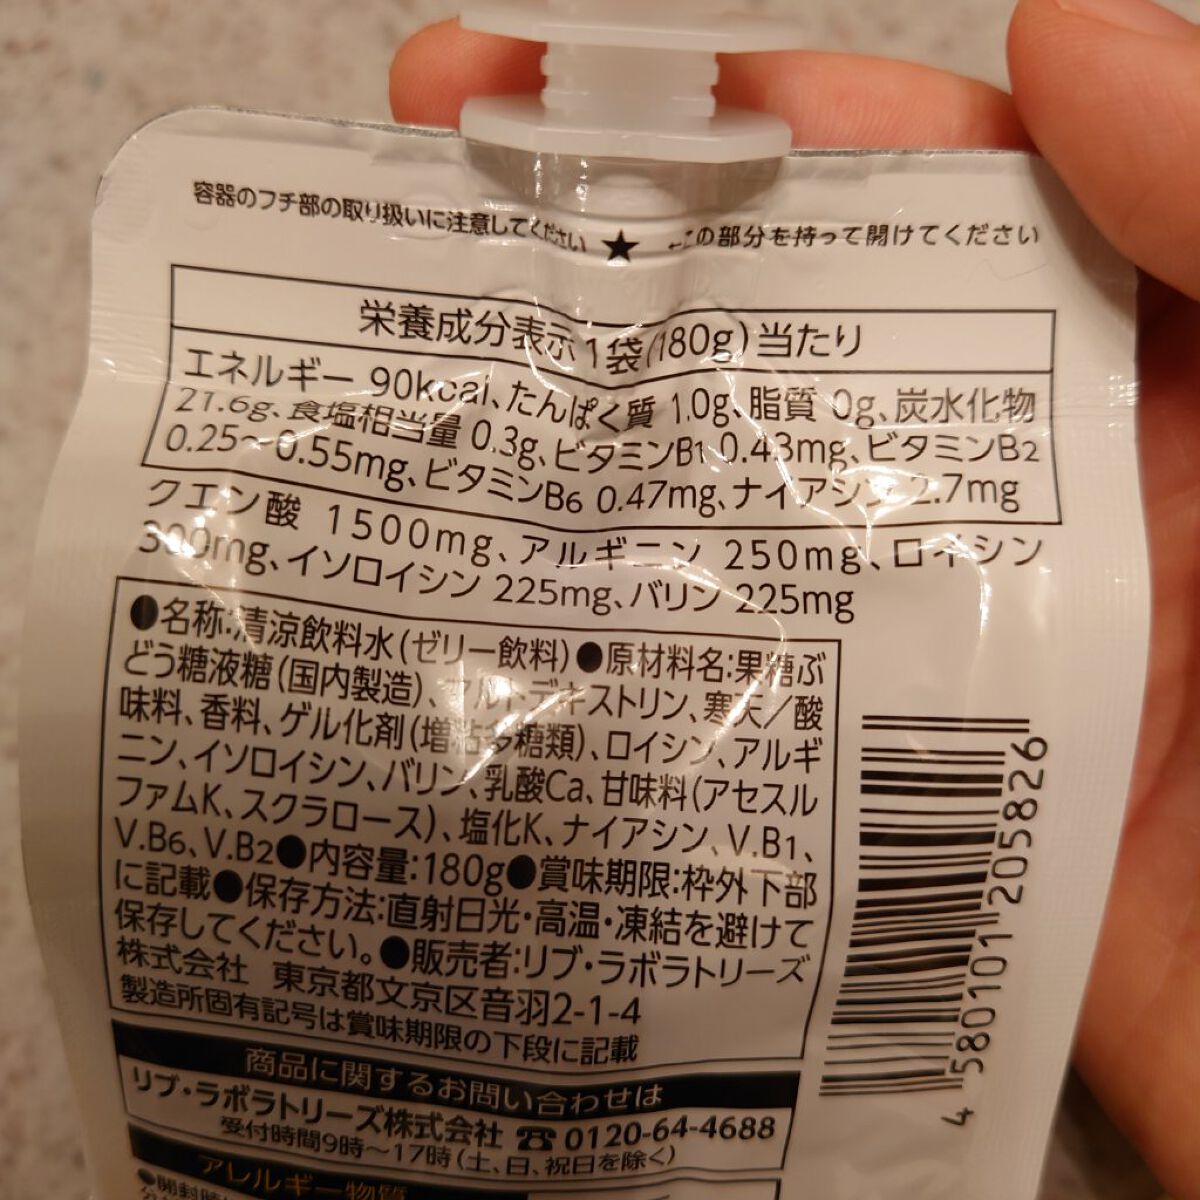 容器のフチ部の取り扱いに注意してください ★ ←この部分を持って開けてください
栄養成分表示 1袋(180g)当たり
エネルギー 90kcal、たんぱく質 1.0g、脂質 0g、炭水化物
21.6g、食塩相当量 0.3g、ビタミンB1 0.43mg、ビタミンB2
0.25～0.55mg、ビタミンB6 0.47mg、ナイアシン 2.7mg
クエン酸 1500mg、アルギニン 250mg、ロイシン
300mg、イソロイシン 225mg、バリン 225mg
●名称:清涼飲料水(ゼリー飲料)●原材料名:果糖ぶ
どう糖液糖(国内製造)、マルトデキストリン、寒天／酸
味料、香料、ゲル化剤(増粘多糖類)、ロイシン、アルギ
ニン、イソロイシン、バリン、乳酸Ca、甘味料(アセスル
ファムK、スクラロース)、塩化K、ナイアシン、V.B1、
V.B6、V.B2●内容量:180g●賞味期限:枠外下部
に記載●保存方法:直射日光・高温・凍結を避けて
保存してください。●販売者:リブ・ラボラトリーズ
株式会社 東京都文京区音羽2-1-4
製造所固有記号は賞味期限の下段に記載
商品に関するお問い合わせは
リブ・ラボラトリーズ株式会社 ☎ 0120-64-4688
受付時間9時～17時(土、日、祝日を除く)
アレルギー物質
4 580101 205826